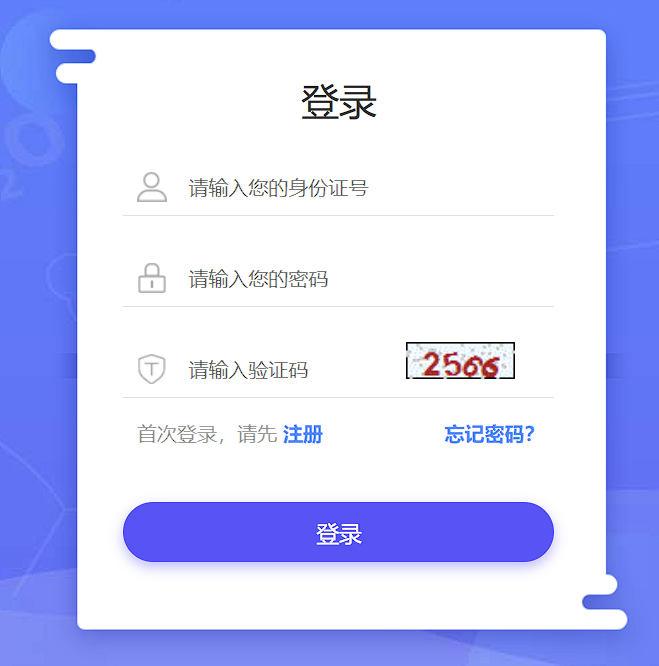 登录
请输入您的身份证号
请输入您的密码
请输入验证码 2566
首次登录，请先 注册 忘记密码？
登录